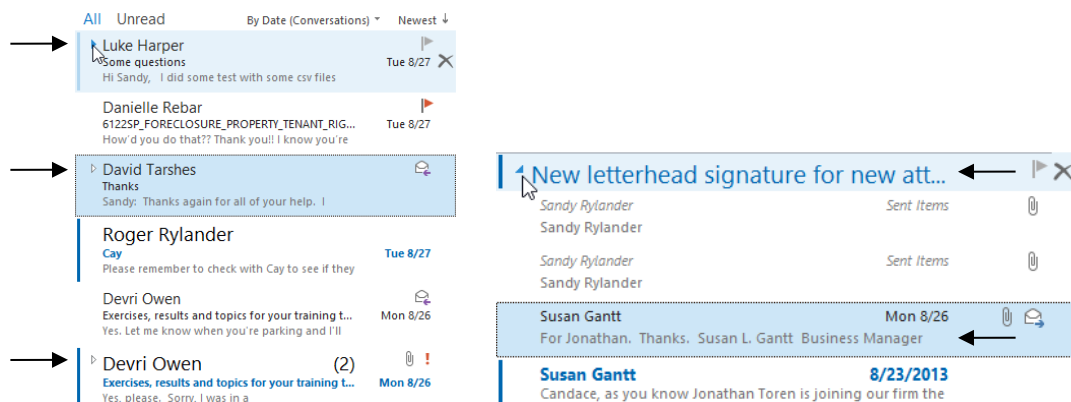 All Unread By Date (Conversations) Newest
Luke Harper
Some questions Tue 8/27
Hi Sandy, I did some test with some csv files
Danielle Rebar
6122SP_FORECLOSURE_PROPERTY_TENANT_RIG... Tue 8/27
How'd you do that?? Thank you!! I know you're
David Tarshes
Thanks
Sandy: Thanks again for all of your help. I
Roger Rylander
Cay Tue 8/27
Please remember to check with Cay to see if they
Devri Owen
Exercises, results and topics for your training t... Mon 8/26
Yes. Let me know when you're parking and I'll
Devri Owen (2)
Exercises, results and topics for your training t... Mon 8/26
Yes, please. Sorry, I was in a
New letterhead signature for new att...
Sandy Rylander Sent Items
Sandy Rylander
Sandy Rylander Sent Items
Sandy Rylander
Susan Gantt Mon 8/26
For Jonathan. Thanks. Susan L. Gantt Business Manager
Susan Gantt 8/23/2013
Candace, as you know Jonathan Toren is joining our firm the